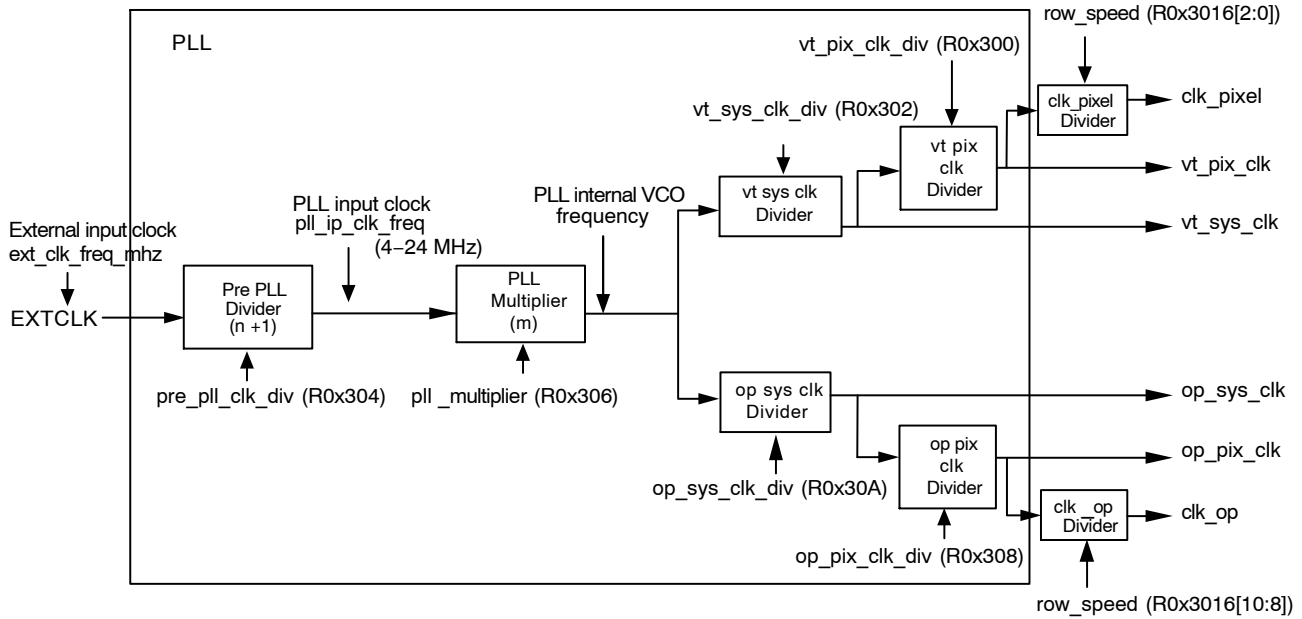 row_speed (R0x3016[2:0])
PLL
vt_pix_clk_div (R0x300)
clk_pixel
Divider
clk_pixel
vt_sys_clk_div (R0x302)
vt pix
clk
Divider
vt_pix_clk
PLL input clock
pll_ip_clk_freq
(4–24 MHz)
PLL internal VCO
frequency
vt sys clk
Divider
vt_sys_clk
External input clock
ext_clk_freq_mhz
EXTCLK
Pre PLL
Divider
(n +1)
PLL
Multiplier
(m)
pre_pll_clk_div (R0x304)
pll _multiplier (R0x306)
op sys clk
Divider
op_sys_clk
op pix
clk
Divider
op_pix_clk
op_sys_clk_div (R0x30A)
clk _op
Divider
clk_op
op_pix_clk_div (R0x308)
row_speed (R0x3016[10:8])